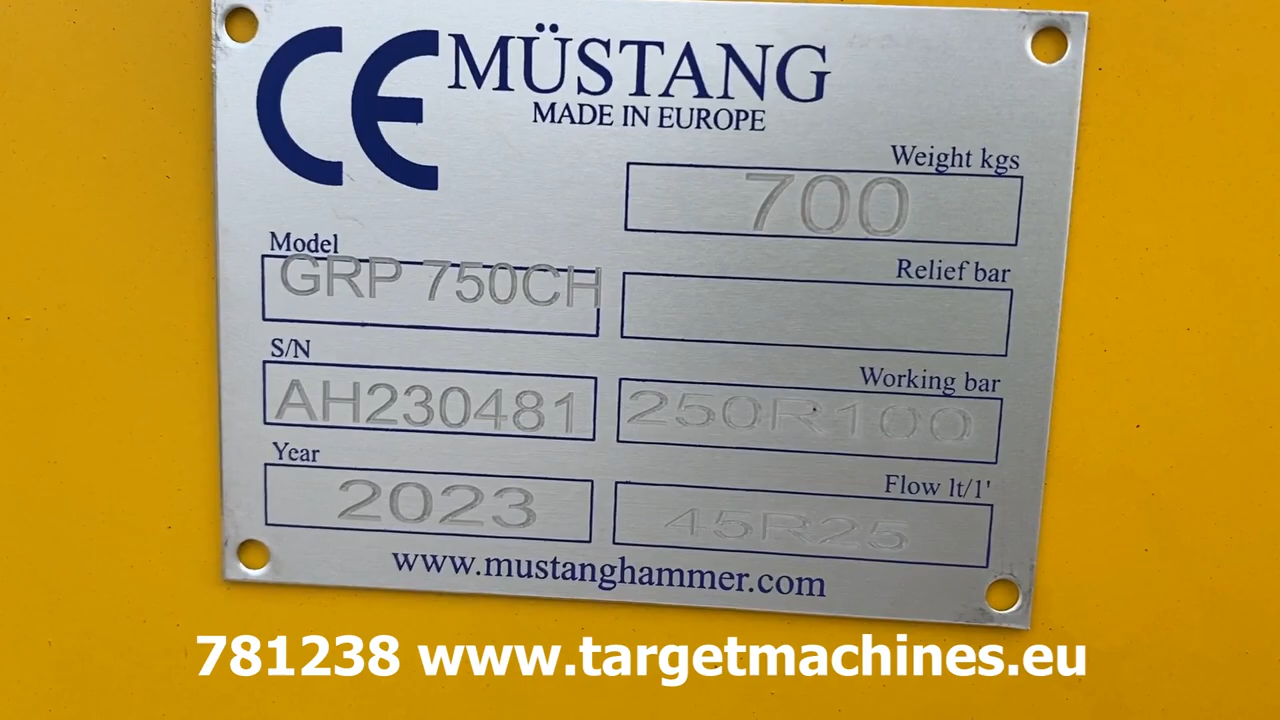 CE MÜSTANG
MADE IN EUROPE
Weight kgs
700
Model
GRP 750CH
Relief bar
S/N
AH230481
Working bar
250R100
Year
2023
Flow lt/1'
45R25
www.mustanghammer.com
781238 www.targetmachines.eu